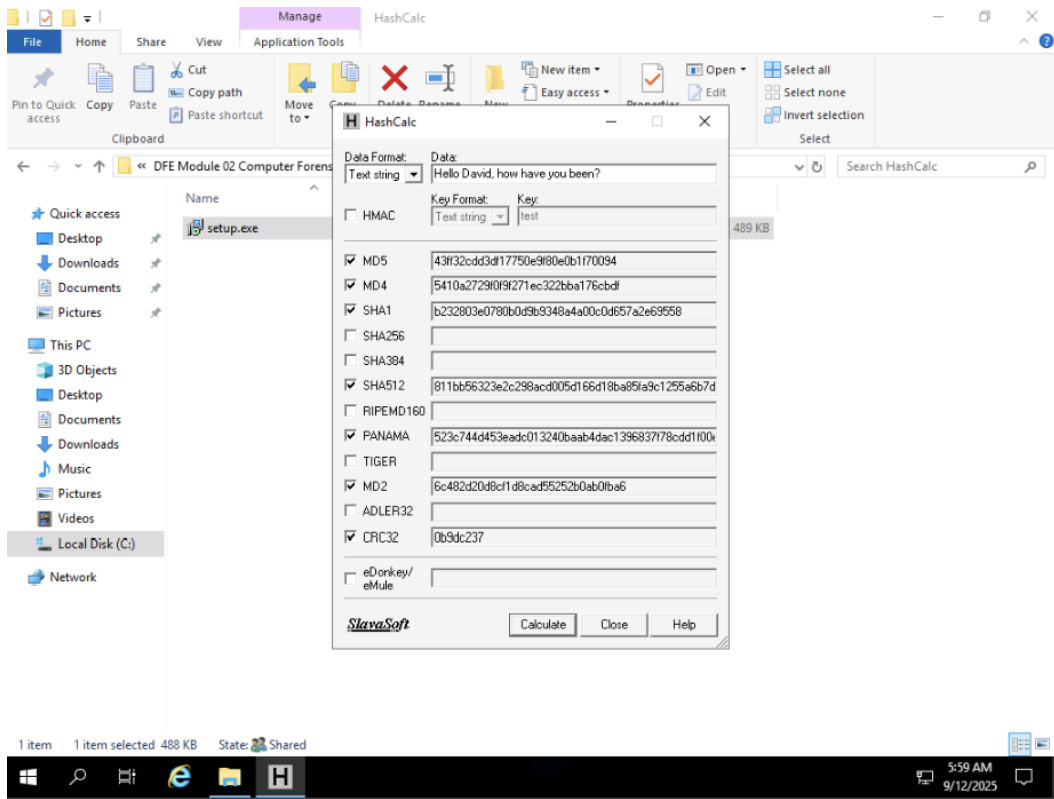 Manage
HashCalc
File
Home
Share
View
Application Tools
Pin to Quick access
Copy
Paste
Cut
Copy path
Paste shortcut
Clipboard
Move to
Copy
Delete
Rename
New
New item
Easy access
Properties
Open
Edit
Select all
Select none
Invert selection
Select
« DFE Module 02 Computer Forens
Search HashCalc
Name
setup.exe
489 KB
Quick access
Desktop
Downloads
Documents
Pictures
This PC
3D Objects
Desktop
Documents
Downloads
Music
Pictures
Videos
Local Disk (C:)
Network
H HashCalc
Data Format:
Data:
Text string
Hello David, how have you been?
Key Format:
Key:
HMAC
Text string
test
MD5
43ff32cdd3df17750e9f80e0b1f70094
MD4
5410a2729f0f9f271ec322bba176cbdf
SHA1
b232803e0780b0d9b9348a4a00c0d657a2e69558
SHA256
SHA384
SHA512
811bb56323e2c298acd005d166d18ba85fa9c1255a6b7d
RIPEMD160
PANAMA
523c744d453eadc013240baab4dac1396837f78cdd1f00
TIGER
MD2
6c482d20d8cf1d8cad55252b0ab0fba6
ADLER32
CRC32
0b9dc237
eDonkey/
eMule
SlavaSoft
Calculate
Close
Help
1 item
1 item selected 488 KB
State: Shared
H
5:59 AM
9/12/2025